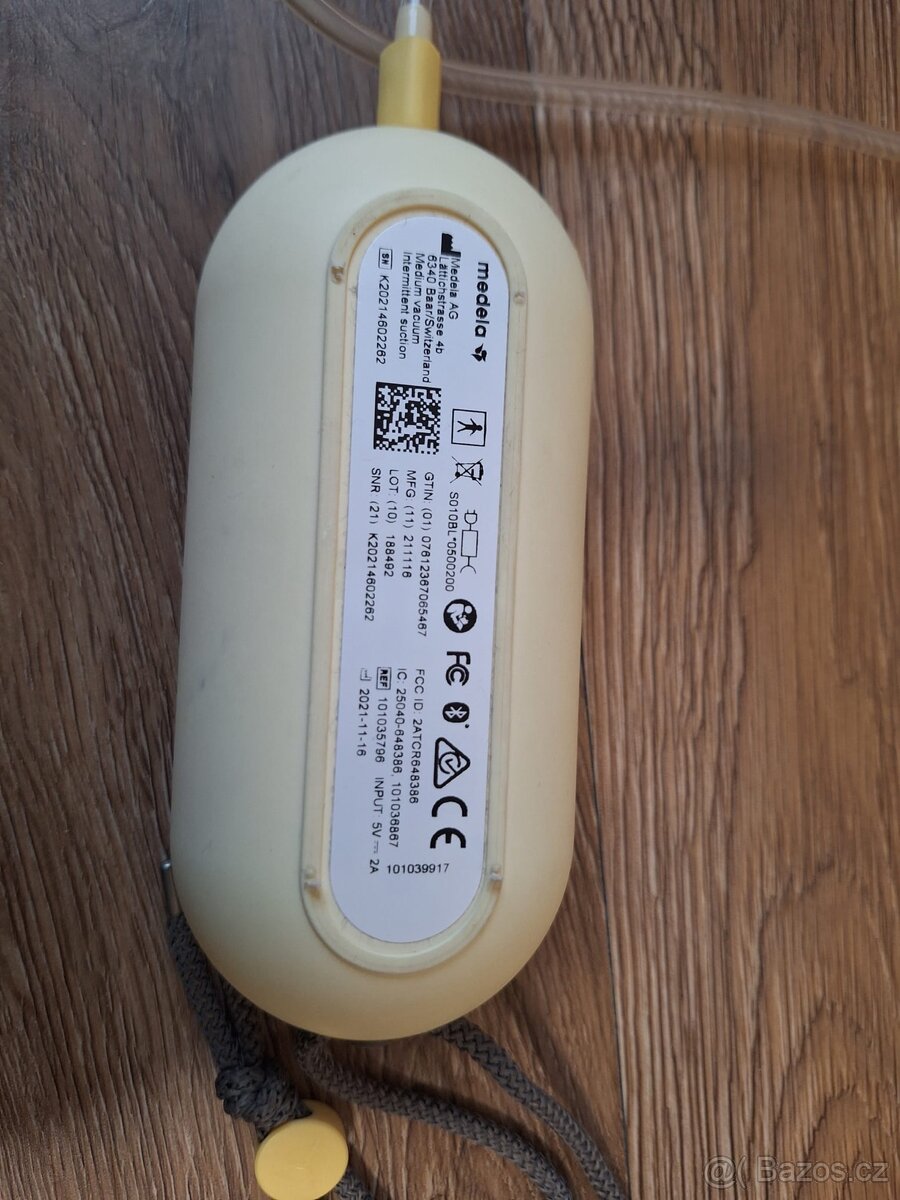 medela
Medela AG
Lättichstrasse 4b
6340 Baar/Switzerland
Medium vacuum
Intermittent suction
SN K20214602262
S010BL*0500200
GTIN: (01) 07612367065467
MFG: (11) 211116
LOT: (10) 188492
SNR: (21) K20214602262
FC CE
FCC ID: 2ATCR648386
IC: 25040-648386, 101036867
REF 101035796 INPUT: 5V 2A
2021-11-16
101039917
@( Bazos.cz